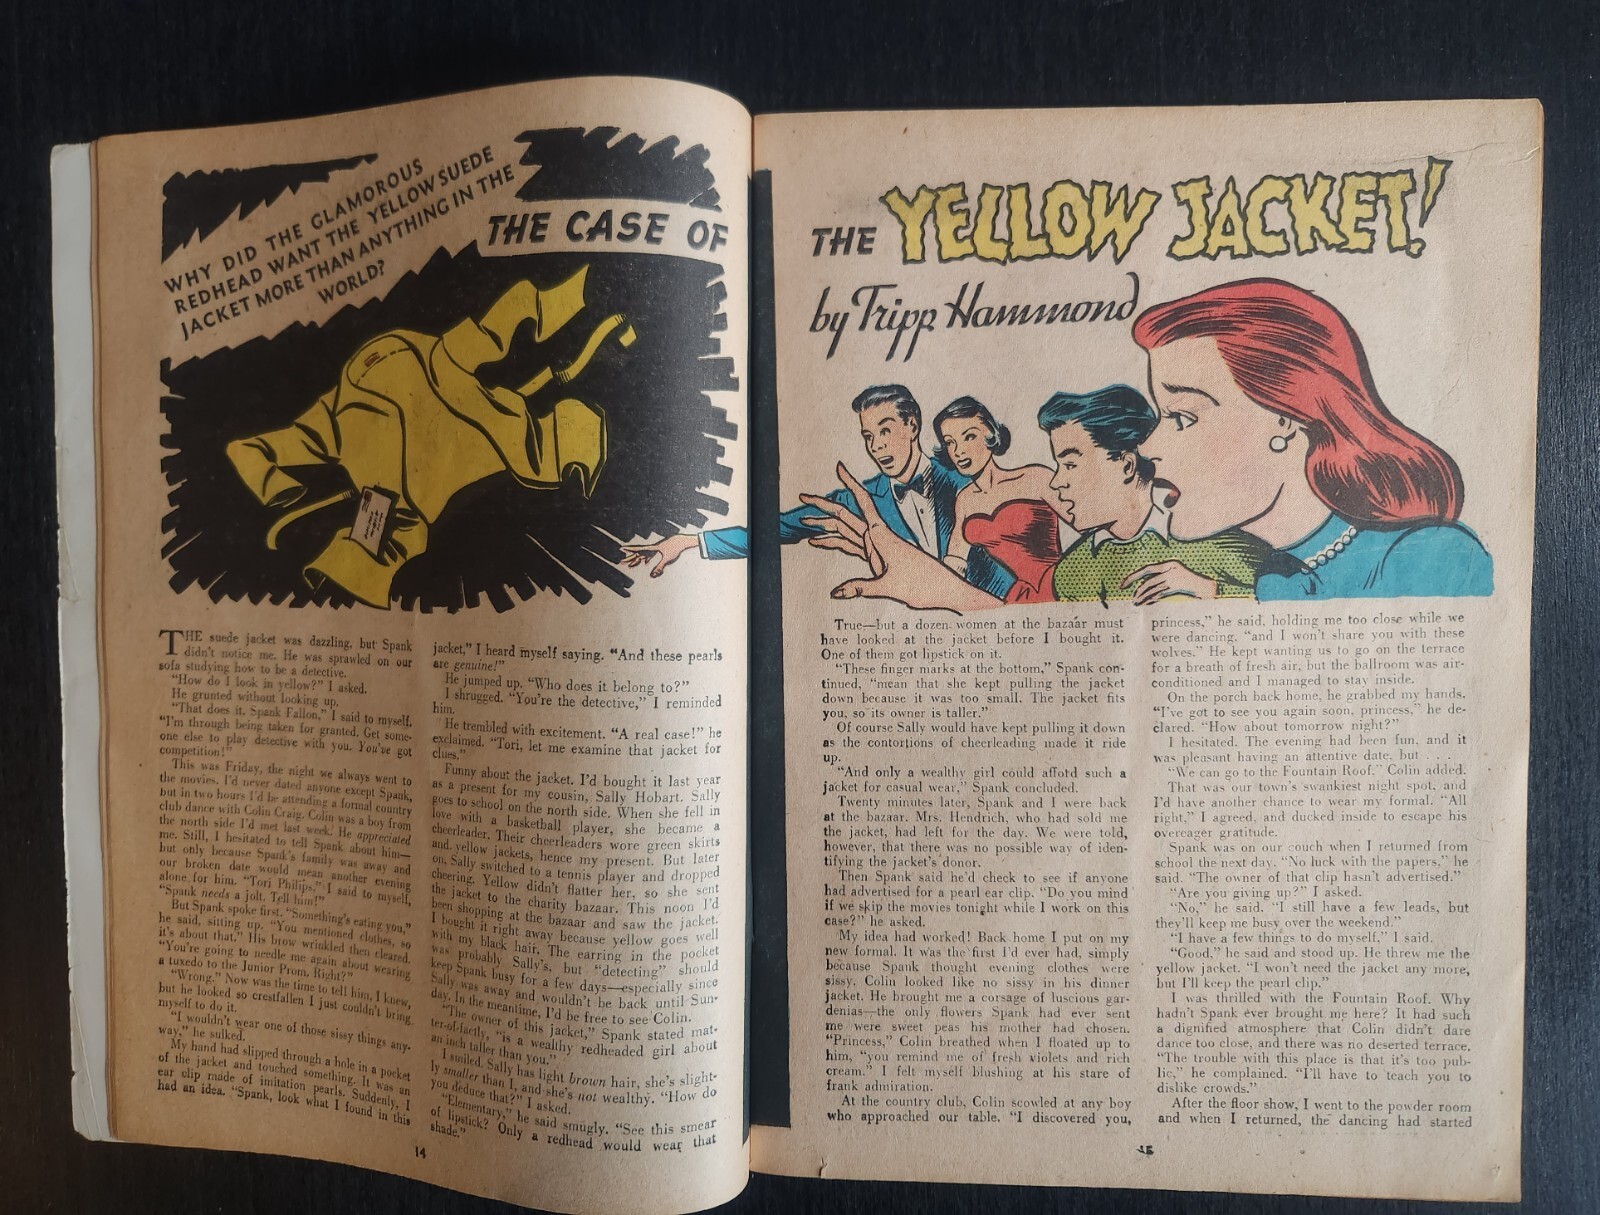 WHY DID THE GLAMOROUS
REDHEAD WANT THE YELLOW SUEDE
JACKET MORE THAN ANYTHING IN THE
WORLD?
THE CASE OF
THE suede jacket was dazzling, but Spank
didn't notice me. He was sprawled on our
sofa studying how to be a detective.
"How do I look in yellow?" I asked.
He grunted without looking up.
"That does it, Spank Fallon," I said to myself.
"I'm through being taken for granted. Get some-
one else to play detective with you. You've got
competition!"
This was Friday, the night we always went to
the movies. I'd never dated anyone except Spank,
but in two hours I'd be attending a formal country
club dance with Colin Craig. Colin was a boy from
the north side I'd met last week. He appreciated
me. Still, I hesitated to tell Spank about him—
but only because Spank's family was away and
our broken date would mean another evening
alone for him. "Tori Philips," I said to myself,
"Spank needs a jolt. Tell him!"
But Spank spoke first. "Something's eating you,"
he said, sitting up. "You mentioned clothes, so
it's about that." His brow wrinkled then cleared.
"You're going to needle me again about wearing
a tuxedo to the Junior Prom. Right?"
"Wrong." Now was the time to tell him, I knew,
but he looked so crestfallen I just couldn't bring
myself to do it.
"I wouldn't wear one of those sissy things any-
way," he sulked.
My hand had slipped through a hole in a pocket
of the jacket and touched something. It was an
ear clip made of imitation pearls. Suddenly, I
had an idea. "Spank, look what I found in this
jacket," I heard myself saying. "And these pearls
are genuine!"
He jumped up. "Who does it belong to?"
I shrugged. "You're the detective," I reminded
him.
He trembled with excitement. "A real case!" he
exclaimed. "Tori, let me examine that jacket for
clues."
Funny about the jacket. I'd bought it last year
as a present for my cousin, Sally Hobart. Sally
goes to school on the north side. When she fell in
love with a basketball player, she became a
cheerleader. Their cheerleaders wore green skirts
and yellow jackets, hence my present. But later
on, Sally switched to a tennis player and dropped
cheering. Yellow didn't flatter her, so she sent
the jacket to the charity bazaar. This noon I'd
been shopping at the bazaar and saw the jacket.
I bought it right away because yellow goes well
with my black hair. The earring in the pocket
was probably Sally's, but "detecting" should
keep Spank busy for a few days—especially since
Sally was away and wouldn't be back until Sun-
day. In the meantime, I'd be free to see Colin.
"The owner of this jacket," Spank stated mat-
ter-of-factly, "is a wealthy redheaded girl about
an inch taller than you."
I smiled. Sally has light brown hair, she's slight-
ly smaller than I, and she's not wealthy. "How do
you deduce that?" I asked.
"Elementary," he said smugly. "See this smear
of lipstick? Only a redhead would wear that
shade."
14
THE YELLOW JACKET!
by Tripp Hammond
True—but a dozen women at the bazaar must
have looked at the jacket before I bought it.
One of them got lipstick on it.
"These finger marks at the bottom," Spank con-
tinued, "mean that she kept pulling the jacket
down because it was too small. The jacket fits
you, so its owner is taller."
Of course Sally would have kept pulling it down
as the contortions of cheerleading made it ride
up.
"And only a wealthy girl could afford such a
jacket for casual wear," Spank concluded.
Twenty minutes later, Spank and I were back
at the bazaar. Mrs. Hendrich, who had sold me
the jacket, had left for the day. We were told,
however, that there was no possible way of iden-
tifying the jacket's donor.
Then Spank said he'd check to see if anyone
had advertised for a pearl ear clip. "Do you mind
if we skip the movies tonight while I work on this
case?" he asked.
My idea had worked! Back home I put on my
new formal. It was the first I'd ever had, simply
because Spank thought evening clothes were
sissy. Colin looked like no sissy in his dinner
jacket. He brought me a corsage of luscious gar-
denias—the only flowers Spank had ever sent
me were sweet peas his mother had chosen.
"Princess," Colin breathed when I floated up to
him, "you remind me of fresh violets and rich
cream." I felt myself blushing at his stare of
frank admiration.
At the country club, Colin scowled at any boy
who approached our table. "I discovered you,
princess," he said, holding me too close while we
were dancing, "and I won't share you with these
wolves." He kept wanting us to go on the terrace
for a breath of fresh air, but the ballroom was air-
conditioned and I managed to stay inside.
On the porch back home, he grabbed my hands.
"I've got to see you again soon, princess," he de-
clared. "How about tomorrow night?"
I hesitated. The evening had been fun, and it
was pleasant having an attentive date, but . . .
"We can go to the Fountain Roof," Colin added.
That was our town's swankiest night spot, and
I'd have another chance to wear my formal. "All
right," I agreed, and ducked inside to escape his
overeager gratitude.
Spank was on our couch when I returned from
school the next day. "No luck with the papers," he
said. "The owner of that clip hasn't advertised."
"Are you giving up?" I asked.
"No," he said. "I still have a few leads, but
they'll keep me busy over the weekend."
"I have a few things to do myself," I said.
"Good," he said and stood up. He threw me the
yellow jacket. "I won't need the jacket any more,
but I'll keep the pearl clip."
I was thrilled with the Fountain Roof. Why
hadn't Spank ever brought me here? It had such
a dignified atmosphere that Colin didn't dare
dance too close, and there was no deserted terrace.
"The trouble with this place is that it's too pub-
lic," he complained. "I'll have to teach you to
dislike crowds."
After the floor show, I went to the powder room
and when I returned, the dancing had started
15